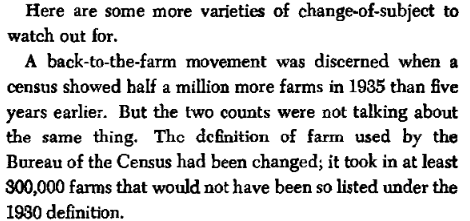 Here are some more varieties of change-of-subject to
watch out for.
A back-to-the-farm movement was discerned when a
census showed half a million more farms in 1935 than five
years earlier. But the two counts were not talking about
the same thing. The definition of farm used by the
Bureau of the Census had been changed; it took in at least
300,000 farms that would not have been so listed under the
1930 definition.